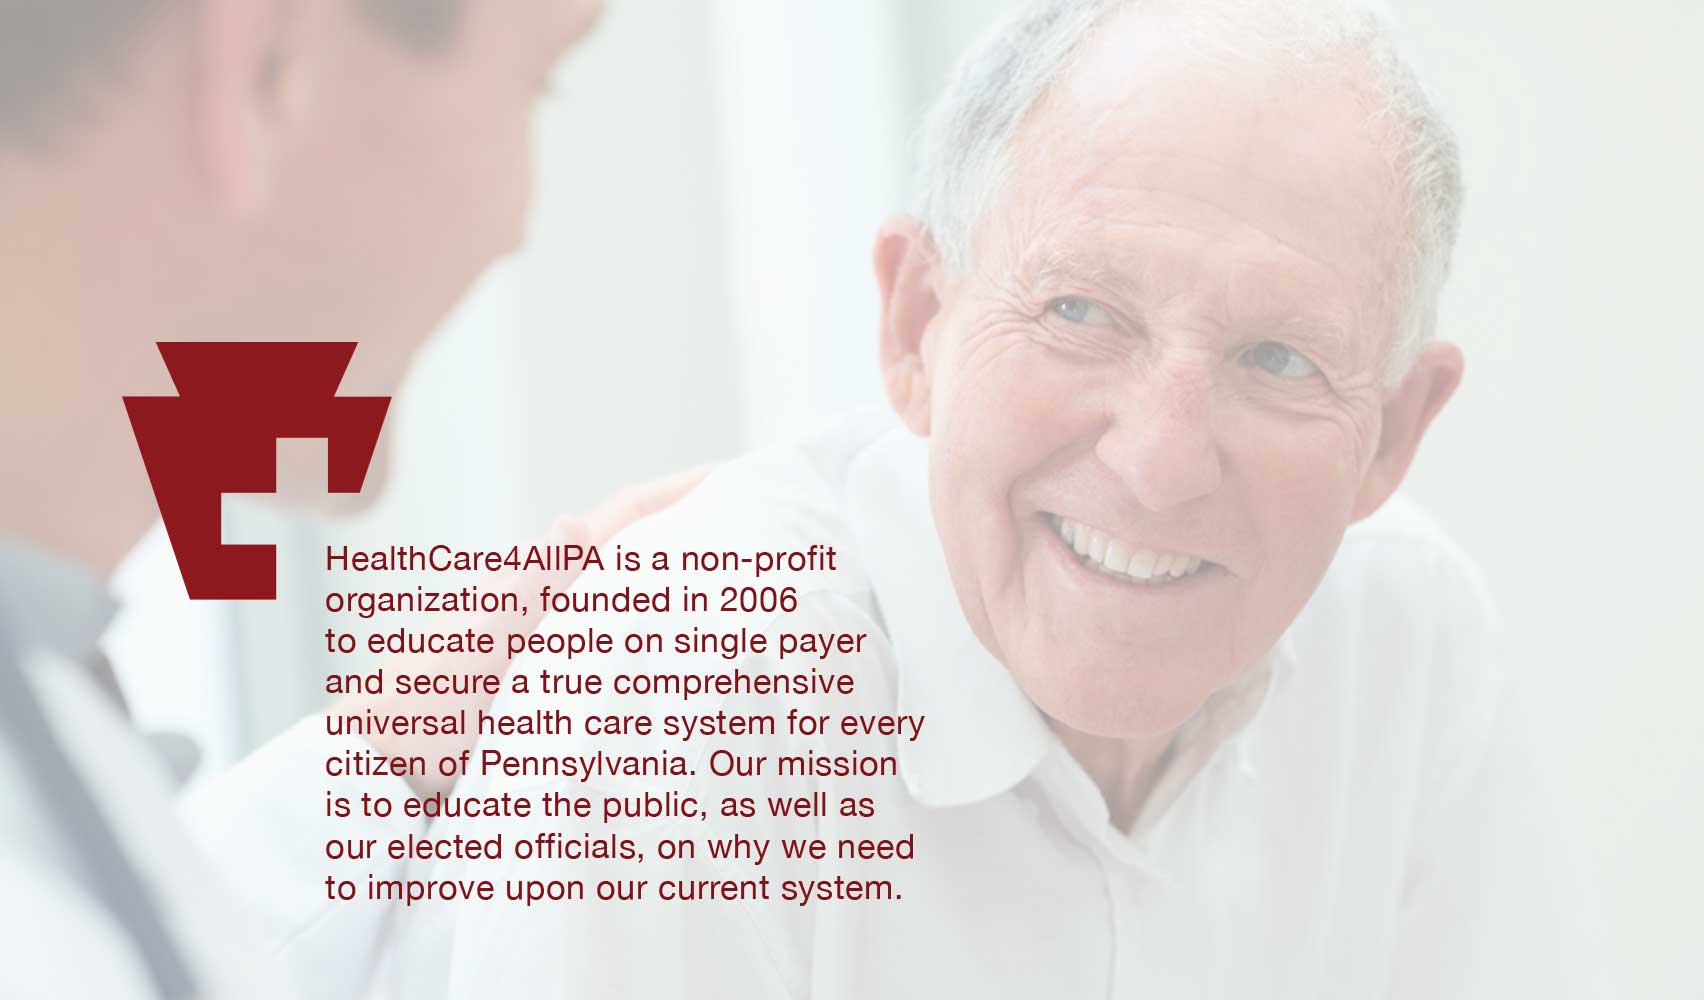 HealthCare4AllPA is a non-profit
organization, founded in 2006
to educate people on single payer
and secure a true comprehensive
universal health care system for every
citizen of Pennsylvania. Our mission
is to educate the public, as well as
our elected officials, on why we need
to improve upon our current system.